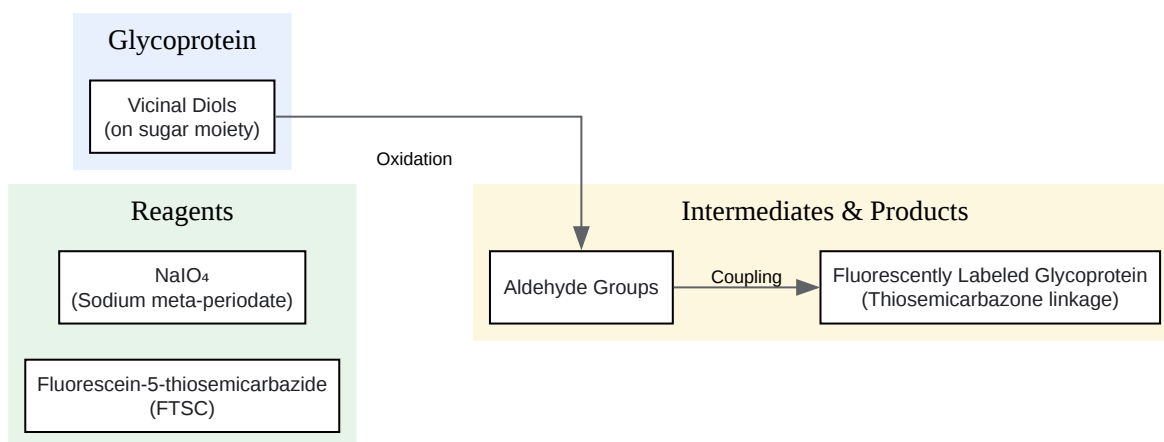 Glycoprotein
Vicinal Diols
(on sugar moiety)
Oxidation
Reagents
NaIO₄
(Sodium meta-periodate)
Fluorescein-5-thiosemicarbazide
(FTSC)
Intermediates & Products
Aldehyde Groups
Coupling
Fluorescently Labeled Glycoprotein
(Thiosemicarbazone linkage)